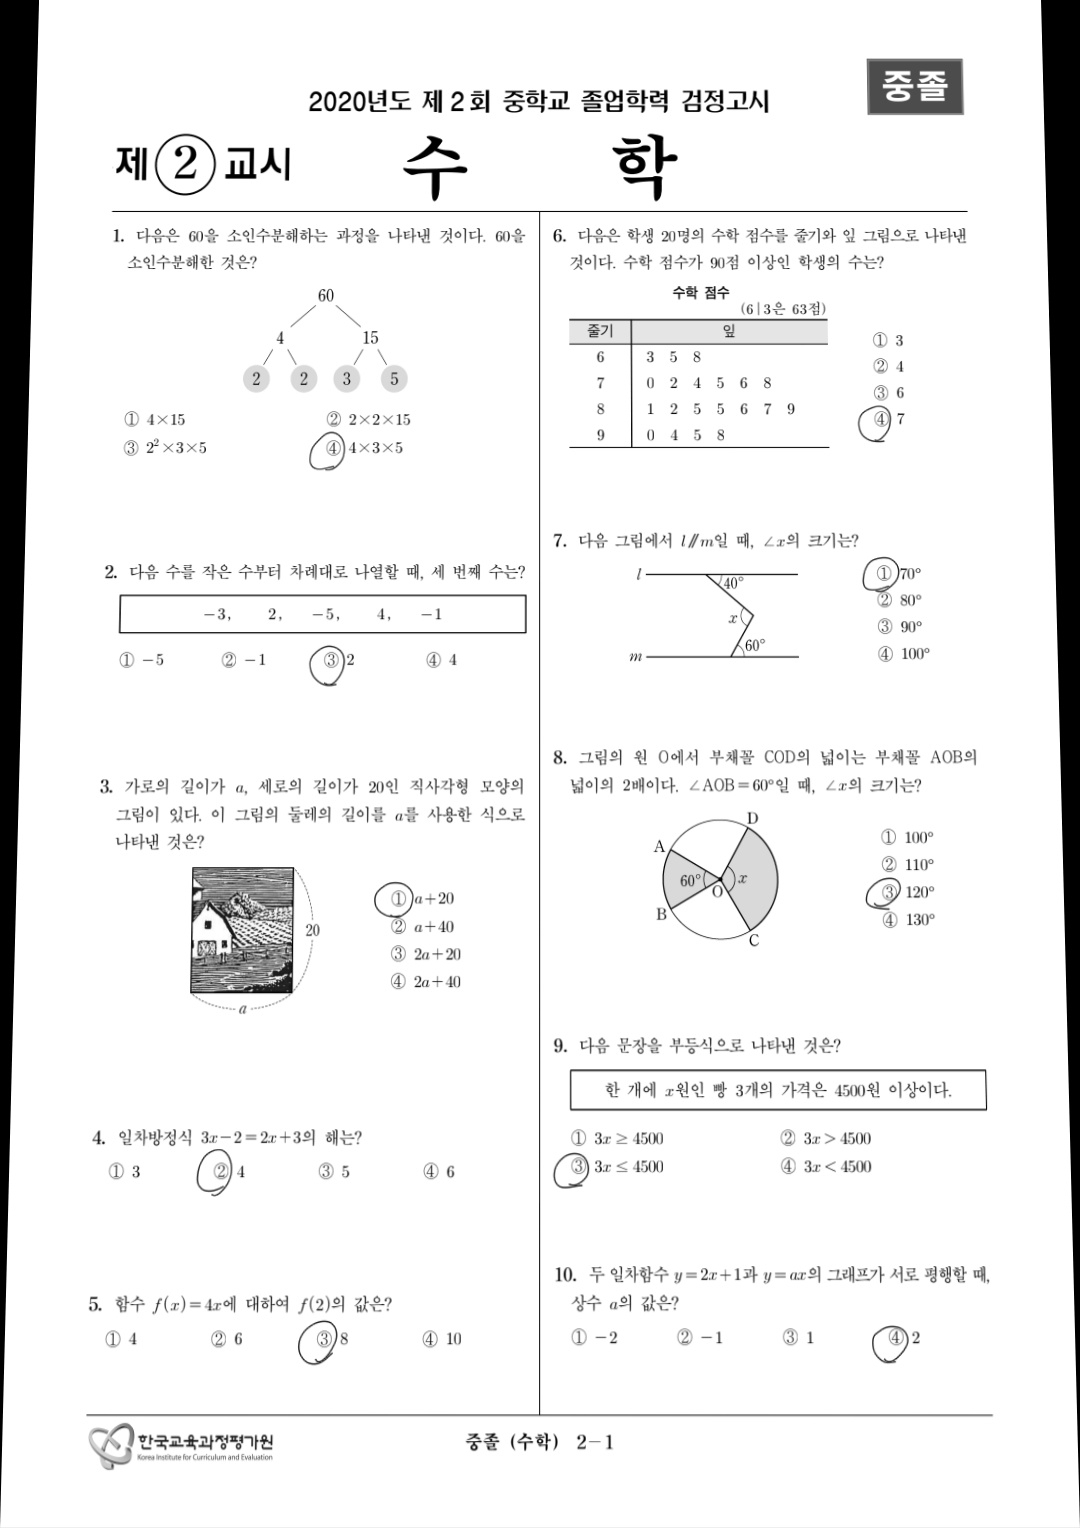 중졸
2020년도 제 2 회 중학교 졸업학력 검정고시
제 2 교시 수 학
1. 다음은 60을 소인수분해하는 과정을 나타낸 것이다. 60을
소인수분해한 것은?
60
4 15
2 2 3 5
① 4×15 ② 2×2×15
③ 2²×3×5 ④ 4×3×5
2. 다음 수를 작은 수부터 차례대로 나열할 때, 세 번째 수는?
−3, 2, −5, 4, −1
① −5 ② −1 ③ 2 ④ 4
3. 가로의 길이가 a, 세로의 길이가 20인 직사각형 모양의
그림이 있다. 이 그림의 둘레의 길이를 a를 사용한 식으로
나타낸 것은?
20
a
① a+20
② a+40
③ 2a+20
④ 2a+40
4. 일차방정식 3x−2=2x+3의 해는?
① 3 ② 4 ③ 5 ④ 6
5. 함수 f(x)=4x에 대하여 f(2)의 값은?
① 4 ② 6 ③ 8 ④ 10
6. 다음은 학생 20명의 수학 점수를 줄기와 잎 그림으로 나타낸
것이다. 수학 점수가 90점 이상인 학생의 수는?
수학 점수
(6|3은 63점)
줄기 잎
6 3 5 8
7 0 2 4 5 6 8
8 1 2 5 5 6 7 9
9 0 4 5 8
① 3
② 4
③ 6
④ 7
7. 다음 그림에서 l∥m일 때, ∠x의 크기는?
l 40°
x
m 60°
① 70°
② 80°
③ 90°
④ 100°
8. 그림의 원 O에서 부채꼴 COD의 넓이는 부채꼴 AOB의
넓이의 2배이다. ∠AOB=60°일 때, ∠x의 크기는?
D
A
60° O x
B
C
① 100°
② 110°
③ 120°
④ 130°
9. 다음 문장을 부등식으로 나타낸 것은?
한 개에 x원인 빵 3개의 가격은 4500원 이상이다.
① 3x ≥ 4500 ② 3x > 4500
③ 3x ≤ 4500 ④ 3x < 4500
10. 두 일차함수 y=2x+1과 y=ax의 그래프가 서로 평행할 때,
상수 a의 값은?
① −2 ② −1 ③ 1 ④ 2
한국교육과정평가원
Korea Institute for Curriculum and Evaluation
중졸 (수학) 2−1